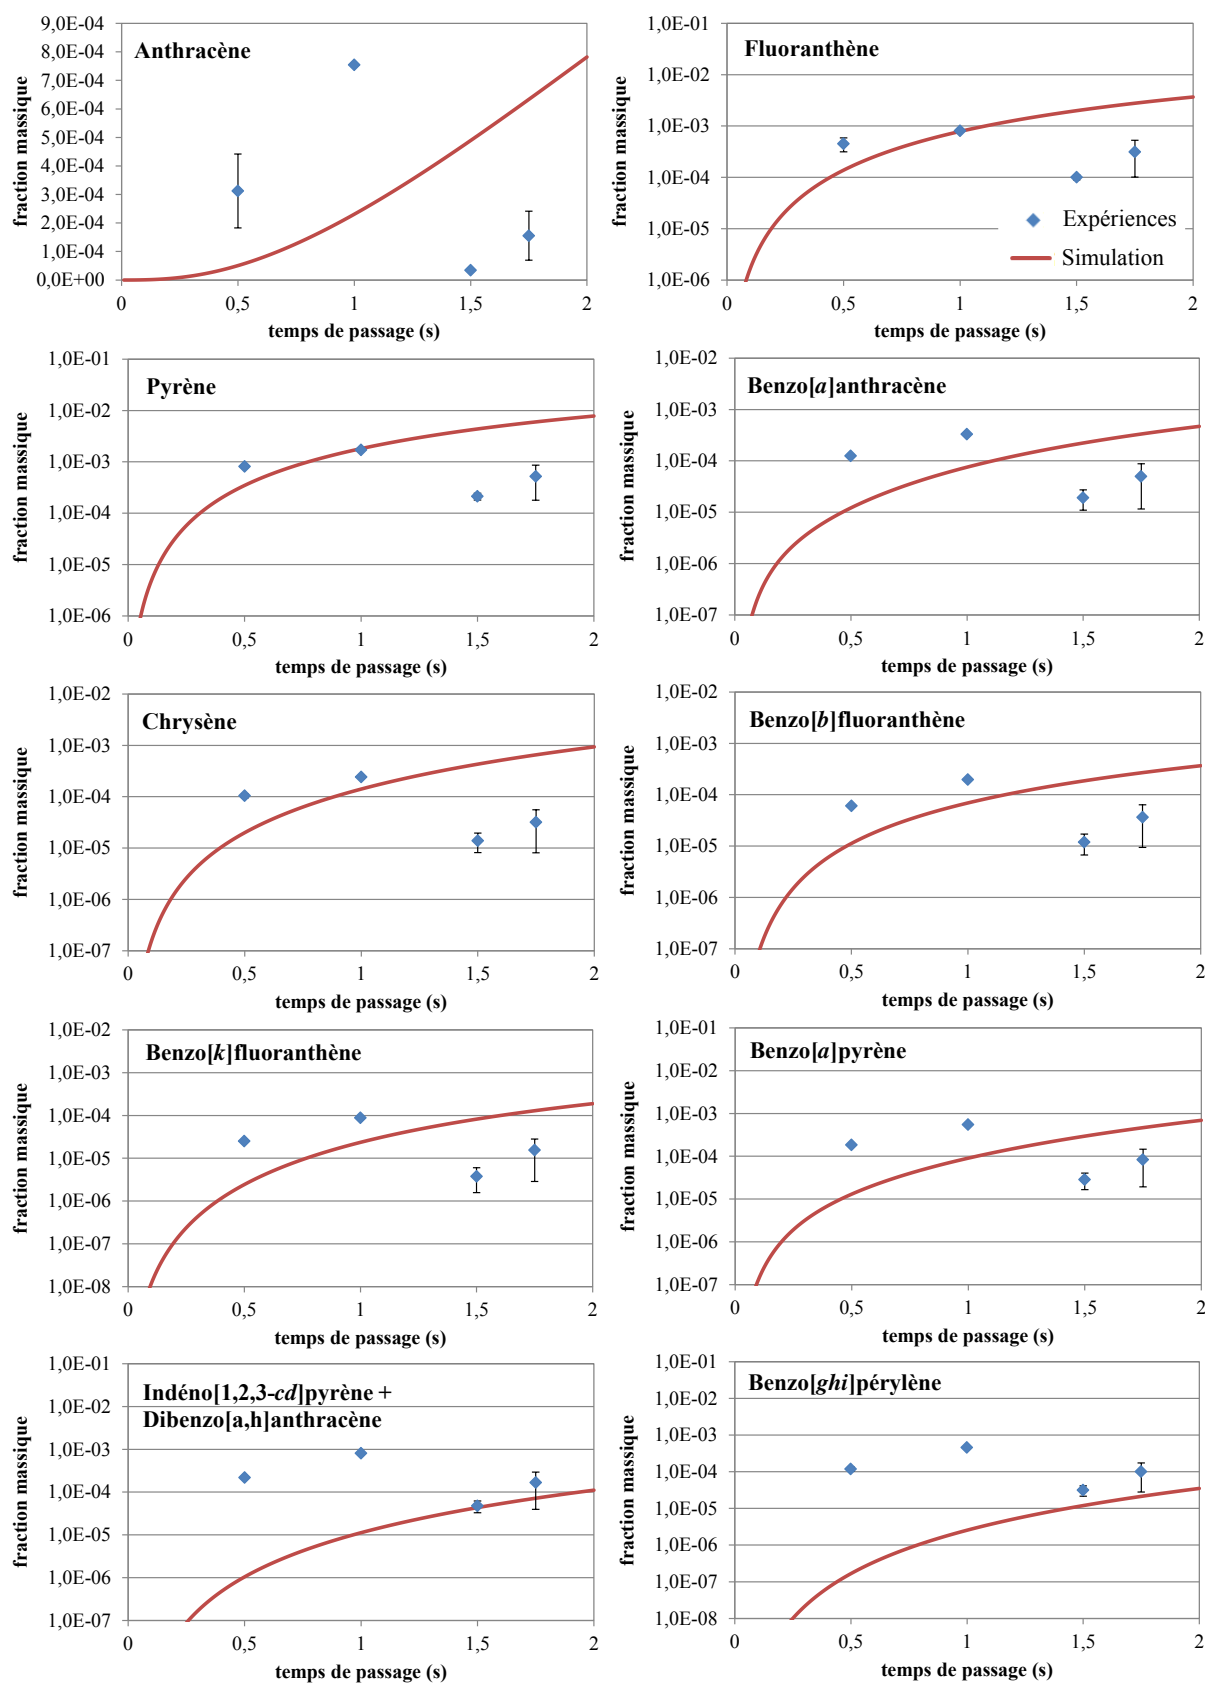 Anthracène
fraction massique
9,0E-04
8,0E-04
7,0E-04
6,0E-04
5,0E-04
4,0E-04
3,0E-04
2,0E-04
1,0E-04
0,0E+00
0 0,5 1 1,5 2
temps de passage (s)
Fluoranthène
fraction massique
1,0E-01
1,0E-02
1,0E-03
1,0E-04
1,0E-05
1,0E-06
Expériences
Simulation
0 0,5 1 1,5 2
temps de passage (s)
Pyrène
fraction massique
1,0E-01
1,0E-02
1,0E-03
1,0E-04
1,0E-05
1,0E-06
0 0,5 1 1,5 2
temps de passage (s)
Benzo[a]anthracène
fraction massique
1,0E-02
1,0E-03
1,0E-04
1,0E-05
1,0E-06
1,0E-07
0 0,5 1 1,5 2
temps de passage (s)
Chrysène
fraction massique
1,0E-02
1,0E-03
1,0E-04
1,0E-05
1,0E-06
1,0E-07
0 0,5 1 1,5 2
temps de passage (s)
Benzo[b]fluoranthène
fraction massique
1,0E-02
1,0E-03
1,0E-04
1,0E-05
1,0E-06
1,0E-07
0 0,5 1 1,5 2
temps de passage (s)
Benzo[k]fluoranthène
fraction massique
1,0E-02
1,0E-03
1,0E-04
1,0E-05
1,0E-06
1,0E-07
1,0E-08
0 0,5 1 1,5 2
temps de passage (s)
Benzo[a]pyrène
fraction massique
1,0E-01
1,0E-02
1,0E-03
1,0E-04
1,0E-05
1,0E-06
1,0E-07
0 0,5 1 1,5 2
temps de passage (s)
Indéno[1,2,3-cd]pyrène +
Dibenzo[a,h]anthracène
fraction massique
1,0E-01
1,0E-02
1,0E-03
1,0E-04
1,0E-05
1,0E-06
1,0E-07
0 0,5 1 1,5 2
temps de passage (s)
Benzo[ghi]pérylène
fraction massique
1,0E-01
1,0E-02
1,0E-03
1,0E-04
1,0E-05
1,0E-06
1,0E-07
1,0E-08
0 0,5 1 1,5 2
temps de passage (s)